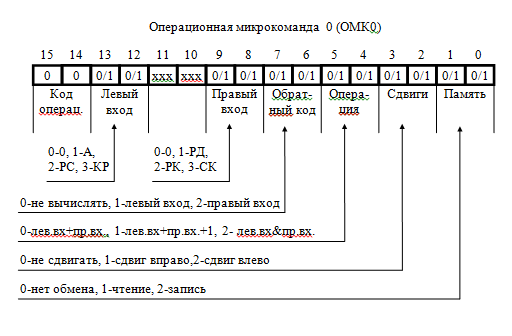 Операционная микрокоманда 0 (ОМК0)
15 14 13 12 11 10 9 8 7 6 5 4 3 2 1 0
0 0 0/1 0/1 xxx xxx 0/1 0/1 0/1 0/1 0/1 0/1 0/1 0/1 0/1 0/1
Код Левый Правый Обрат- Опера- Сдвиги Память
операц. вход вход ный код ция
0-0, 1-А, 0-0, 1-РД,
2-РС, 3-КР 2-РК, 3-СК
0-не вычислять, 1-левый вход, 2-правый вход
0-лев.вх+пр.вх., 1-лев.вх+пр.вх.+1, 2- лев.вх&пр.вх.
0-не сдвигать, 1-сдвиг вправо,2-сдвиг влево
0-нет обмена, 1-чтение, 2-запись